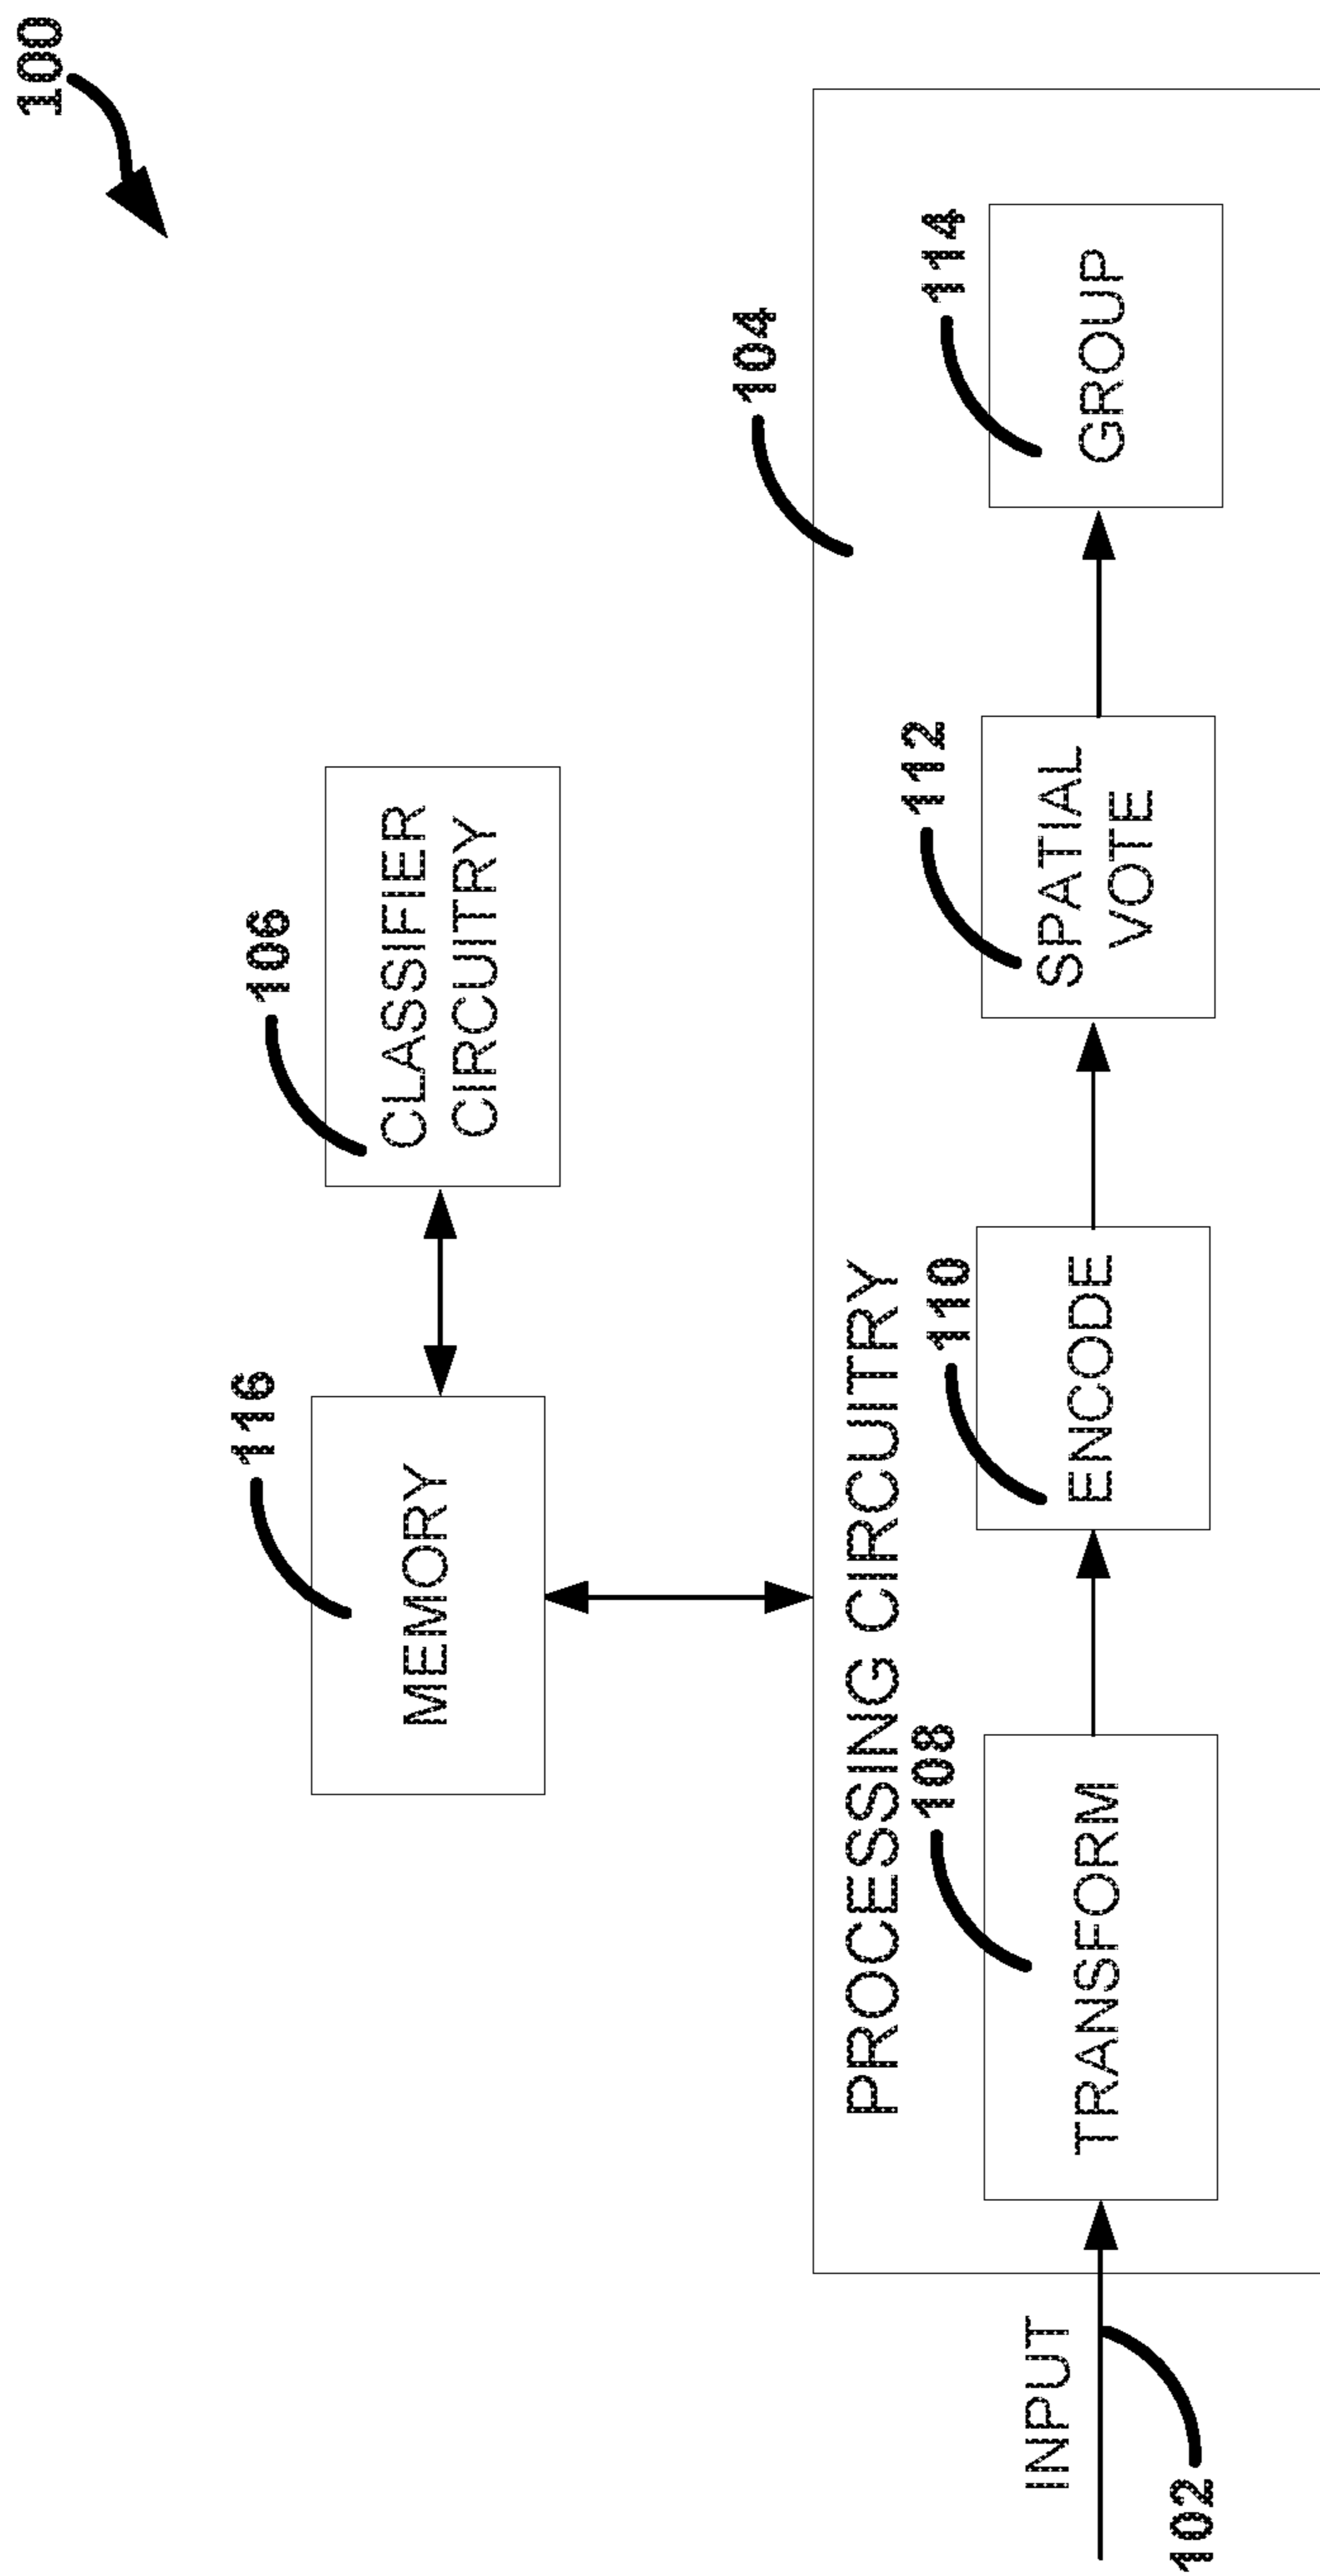 100
106
CLASSIFIER
CIRCUITRY
116
MEMORY
104
PROCESSING CIRCUITRY
INPUT
102
108
TRANSFORM
110
ENCODE
112
SPATIAL
VOTE
114
GROUP